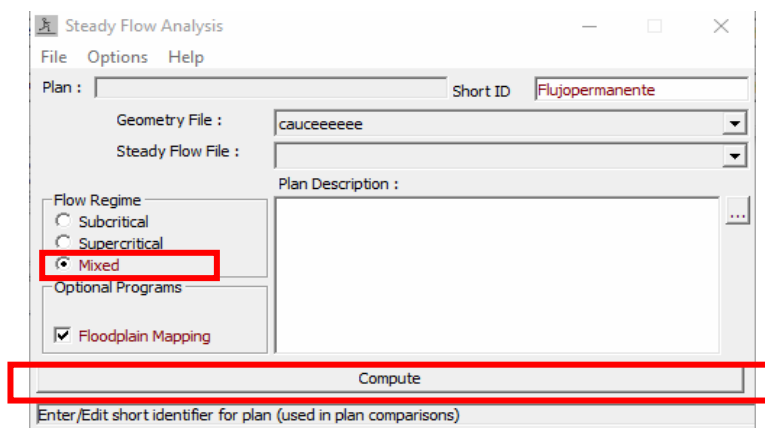 Steady Flow Analysis
File Options Help
Plan : Short ID Flujopermanente
Geometry File : cauceeeeee
Steady Flow File :
Plan Description :
...
Flow Regime
Subcritical
Supercritical
Mixed
Optional Programs
Floodplain Mapping
Compute
Enter/Edit short identifier for plan (used in plan comparisons)